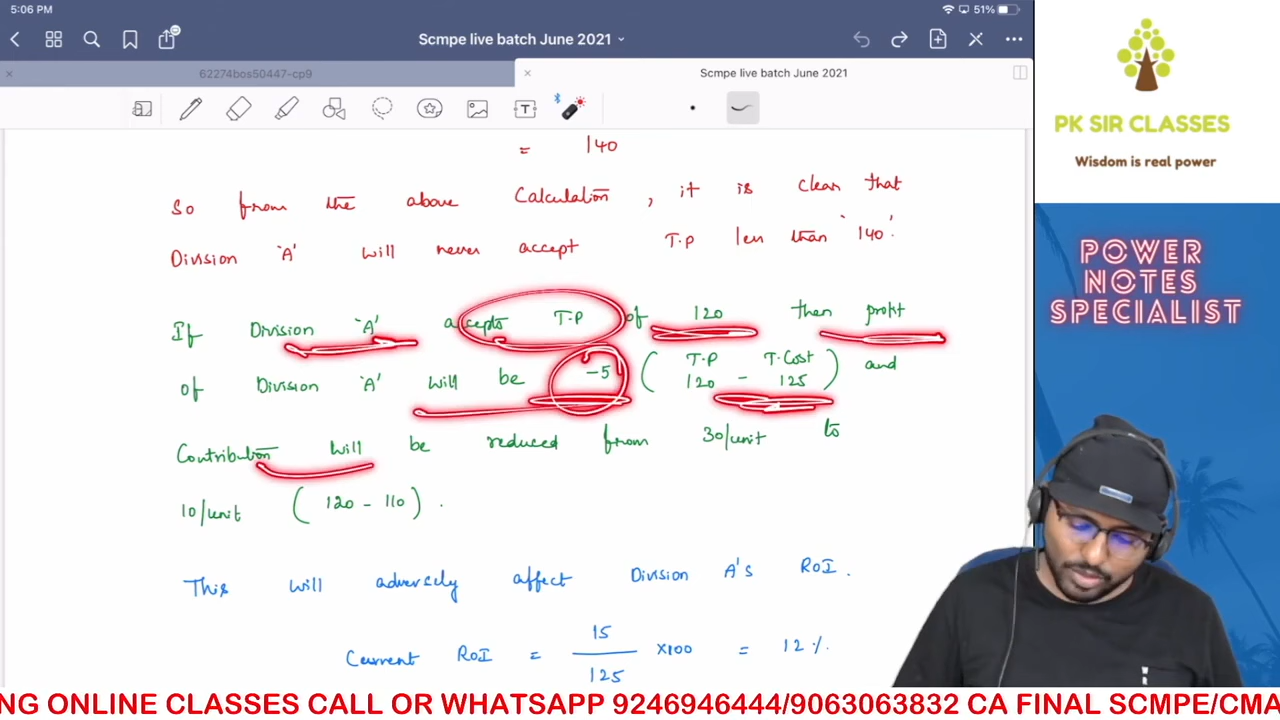 5:06 PM
51%
Scmpe live batch June 2021
62274bos50447-cp9
Scmpe live batch June 2021
= 140
So from the above Calculation, it is clear that
Division 'A' will never accept T.P less than '140'.
If Division 'A' accepts T.P of 120 then profit
of Division 'A' will be -5 ( T.P 120 - T.Cost 125 ) and
Contribution will be reduced from 30/unit to
10/unit ( 120 - 110 ) .
This will adversely affect Division A's ROI.
Current ROI = 15/125 ×100 = 12%.
PK SIR CLASSES
Wisdom is real power
POWER
NOTES
SPECIALIST
NG ONLINE CLASSES CALL OR WHATSAPP 9246946444/9063063832 CA FINAL SCMPE/CMA